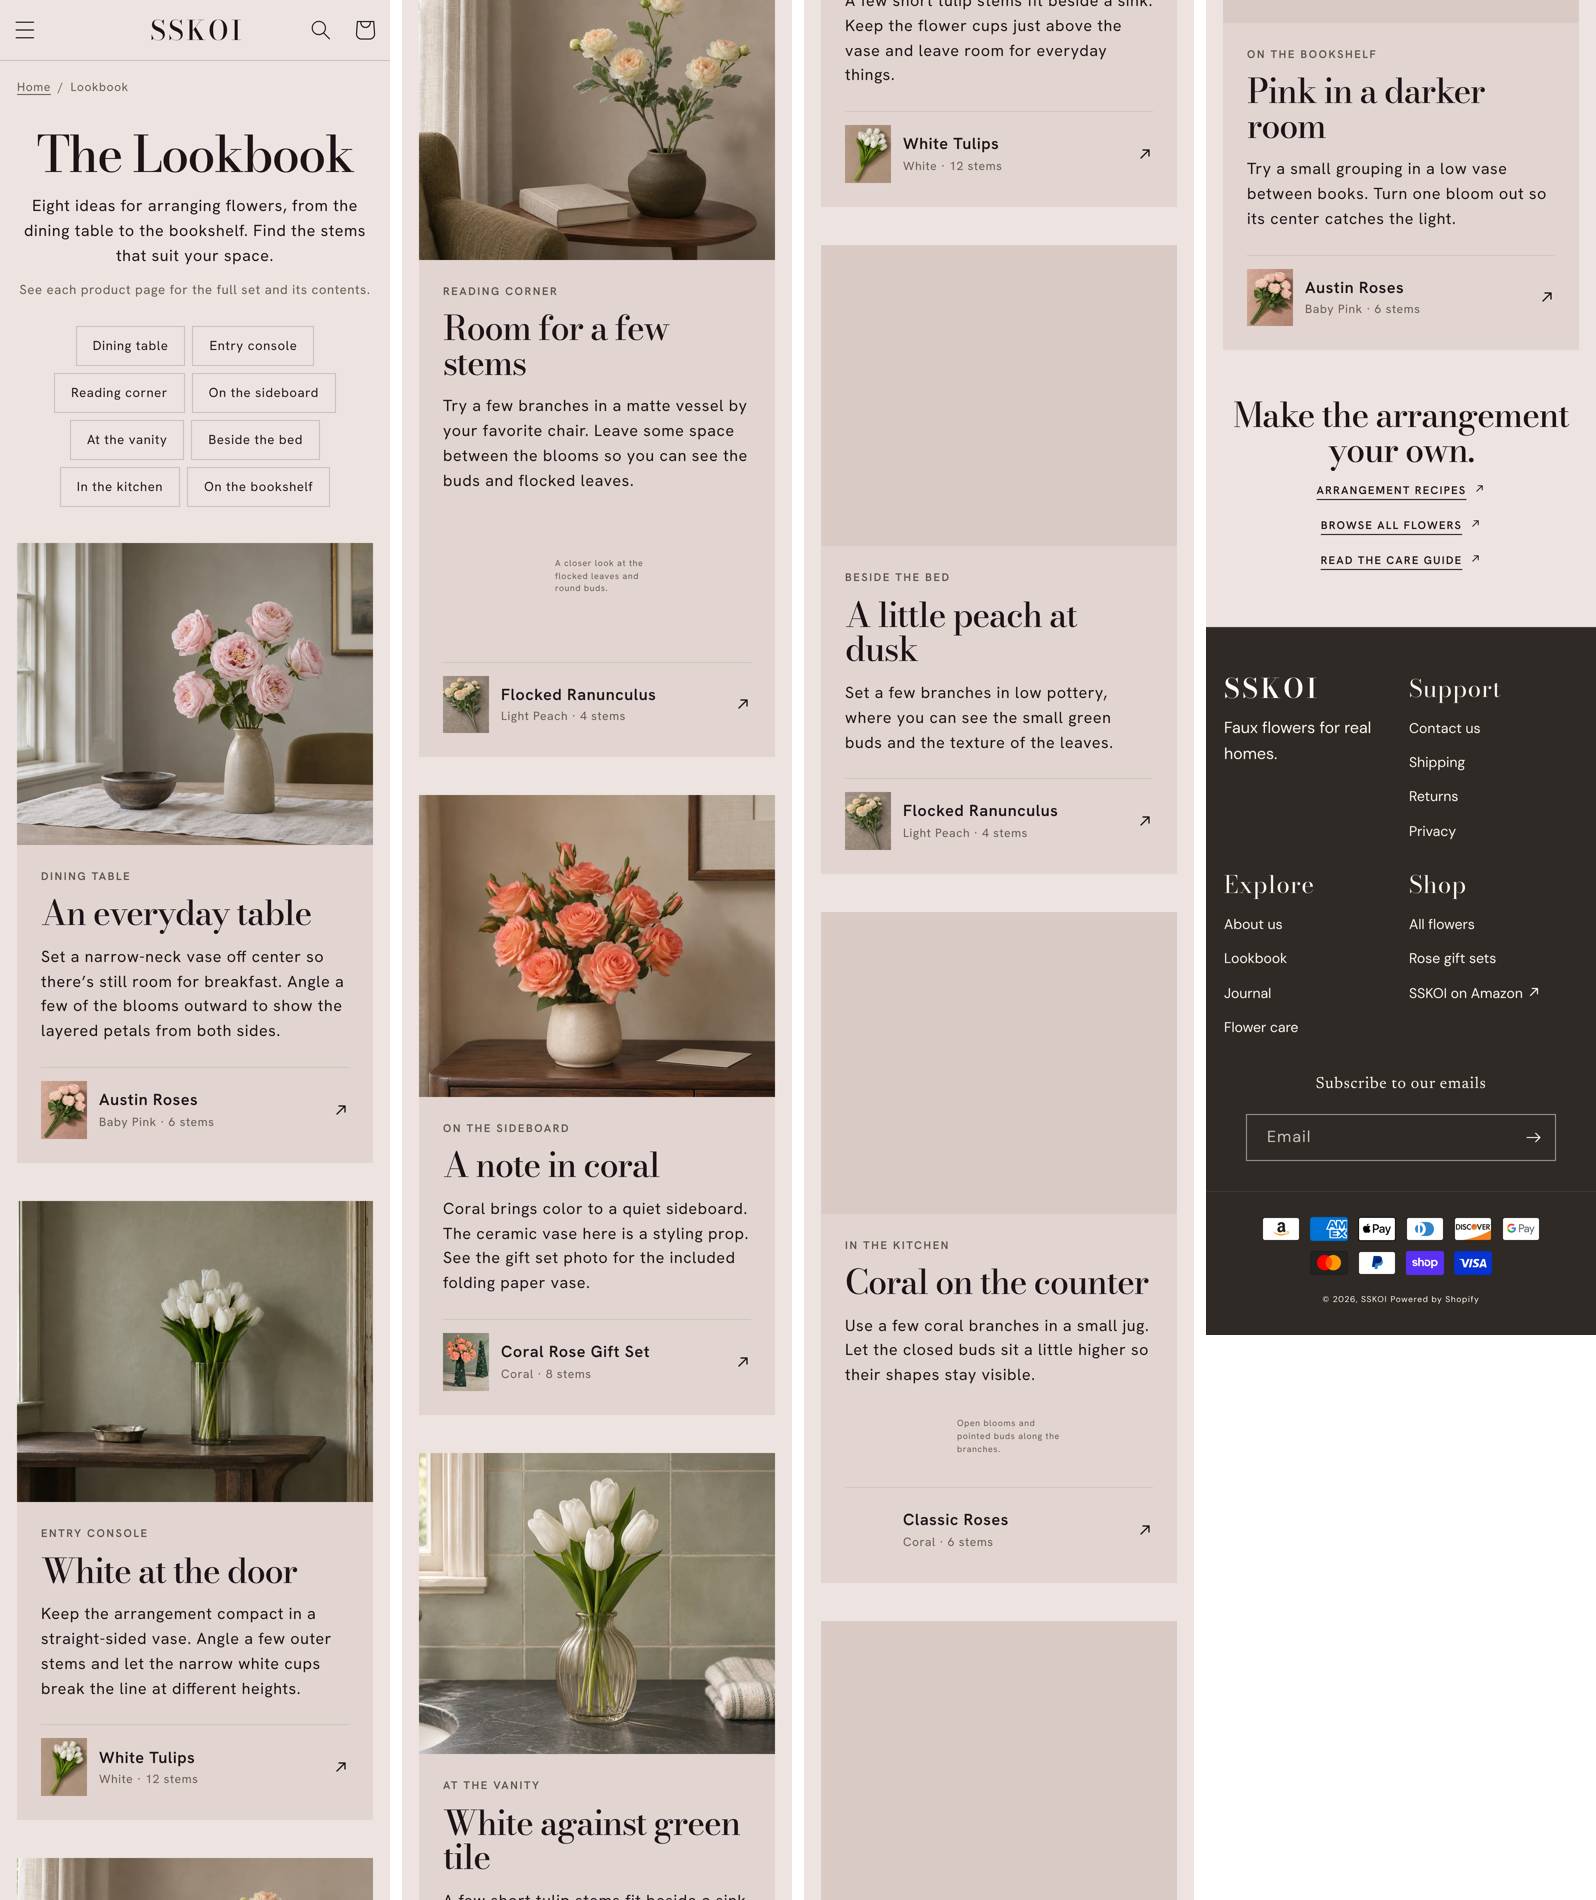 SSKOI
Home / Lookbook
The Lookbook
Eight ideas for arranging flowers, from the
dining table to the bookshelf. Find the stems
that suit your space.
See each product page for the full set and its contents.
Dining table
Entry console
Reading corner
On the sideboard
At the vanity
Beside the bed
In the kitchen
On the bookshelf
DINING TABLE
An everyday table
Set a narrow-neck vase off center so
there’s still room for breakfast. Angle a
few of the blooms outward to show the
layered petals from both sides.
Austin Roses
Baby Pink · 6 stems
ENTRY CONSOLE
White at the door
Keep the arrangement compact in a
straight-sided vase. Angle a few outer
stems and let the narrow white cups
break the line at different heights.
White Tulips
White · 12 stems
READING CORNER
Room for a few
stems
Try a few branches in a matte vessel by
your favorite chair. Leave some space
between the blooms so you can see the
buds and flocked leaves.
A closer look at the
flocked leaves and
round buds.
Flocked Ranunculus
Light Peach · 4 stems
ON THE SIDEBOARD
A note in coral
Coral brings color to a quiet sideboard.
The ceramic vase here is a styling prop.
See the gift set photo for the included
folding paper vase.
Coral Rose Gift Set
Coral · 8 stems
AT THE VANITY
White against green
tile
A few short tulip stems fit beside a sink.
Keep the flower cups just above the
vase and leave room for everyday
things.
White Tulips
White · 12 stems
BESIDE THE BED
A little peach at
dusk
Set a few branches in low pottery,
where you can see the small green
buds and the texture of the leaves.
Flocked Ranunculus
Light Peach · 4 stems
IN THE KITCHEN
Coral on the counter
Use a few coral branches in a small jug.
Let the closed buds sit a little higher so
their shapes stay visible.
Open blooms and
pointed buds along the
branches.
Classic Roses
Coral · 6 stems
ON THE BOOKSHELF
Pink in a darker
room
Try a small grouping in a low vase
between books. Turn one bloom out so
its center catches the light.
Austin Roses
Baby Pink · 6 stems
Make the arrangement
your own.
ARRANGEMENT RECIPES
BROWSE ALL FLOWERS
READ THE CARE GUIDE
SSKOI
Faux flowers for real
homes.
Support
Contact us
Shipping
Returns
Privacy
Explore
About us
Lookbook
Journal
Flower care
Shop
All flowers
Rose gift sets
SSKOI on Amazon
Subscribe to our emails
Email
a
AMEX
Pay
DISCOVER
G Pay
shop
VISA
© 2026, SSKOI Powered by Shopify